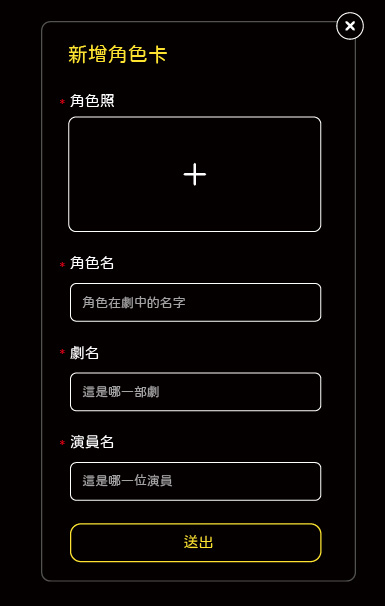 新增角色卡
* 角色照
* 角色名
角色在劇中的名字
* 劇名
這是哪一部劇
* 演員名
這是哪一位演員
送出